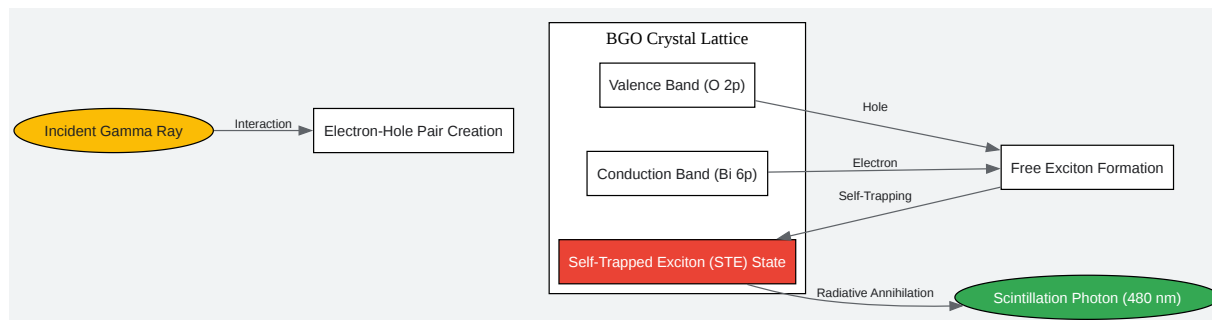 BGO Crystal Lattice
Valence Band (O 2p)
Hole
Incident Gamma Ray
Interaction
Electron-Hole Pair Creation
Conduction Band (Bi 6p)
Electron
Free Exciton Formation
Self-Trapping
Self-Trapped Exciton (STE) State
Radiative Annihilation
Scintillation Photon (480 nm)